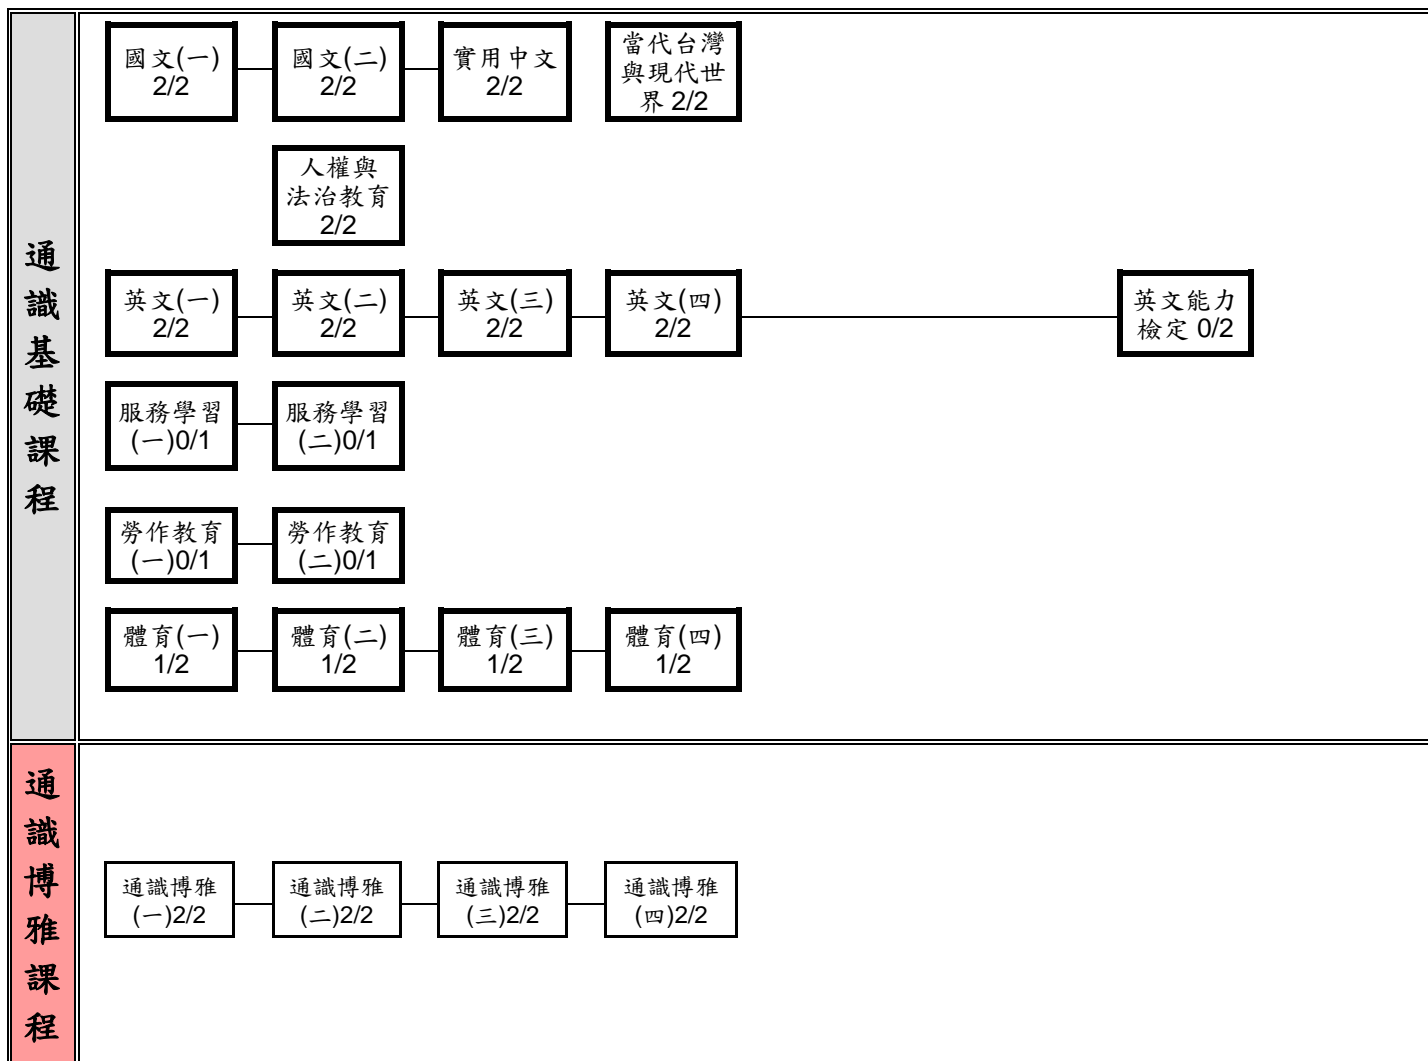 通識基礎課程
國文(一)
2/2
國文(二)
2/2
實用中文
2/2
當代台灣
與現代世
界 2/2
人權與
法治教育
2/2
英文(一)
2/2
英文(二)
2/2
英文(三)
2/2
英文(四)
2/2
英文能力
檢定 0/2
服務學習
(一)0/1
服務學習
(二)0/1
勞作教育
(一)0/1
勞作教育
(二)0/1
體育(一)
1/2
體育(二)
1/2
體育(三)
1/2
體育(四)
1/2
通識博雅課程
通識博雅
(一)2/2
通識博雅
(二)2/2
通識博雅
(三)2/2
通識博雅
(四)2/2